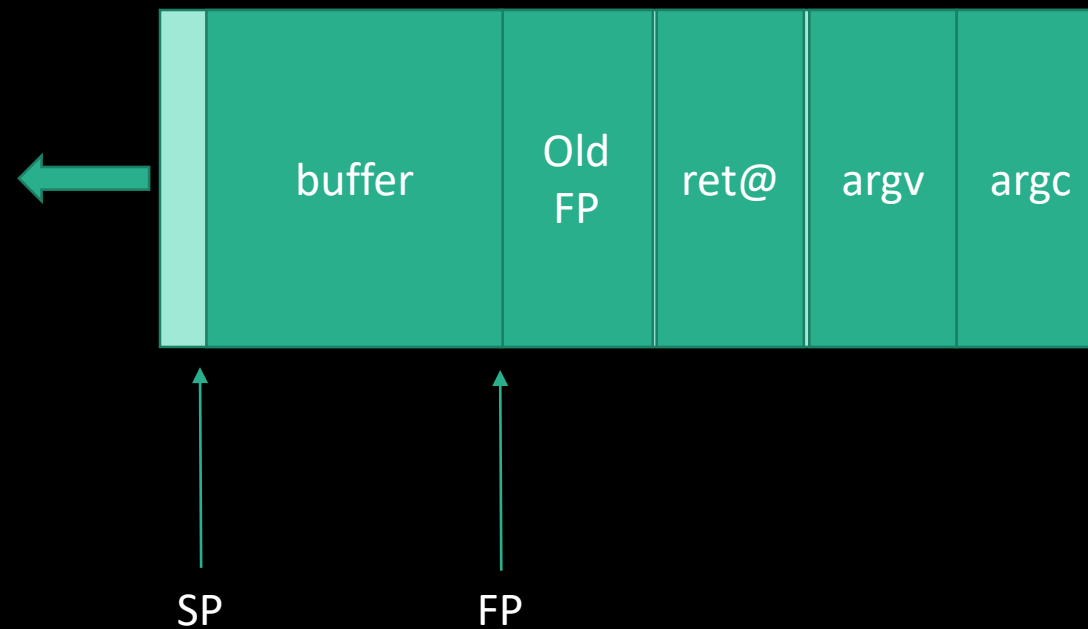 buffer
Old
FP
ret@
argv
argc
SP
FP